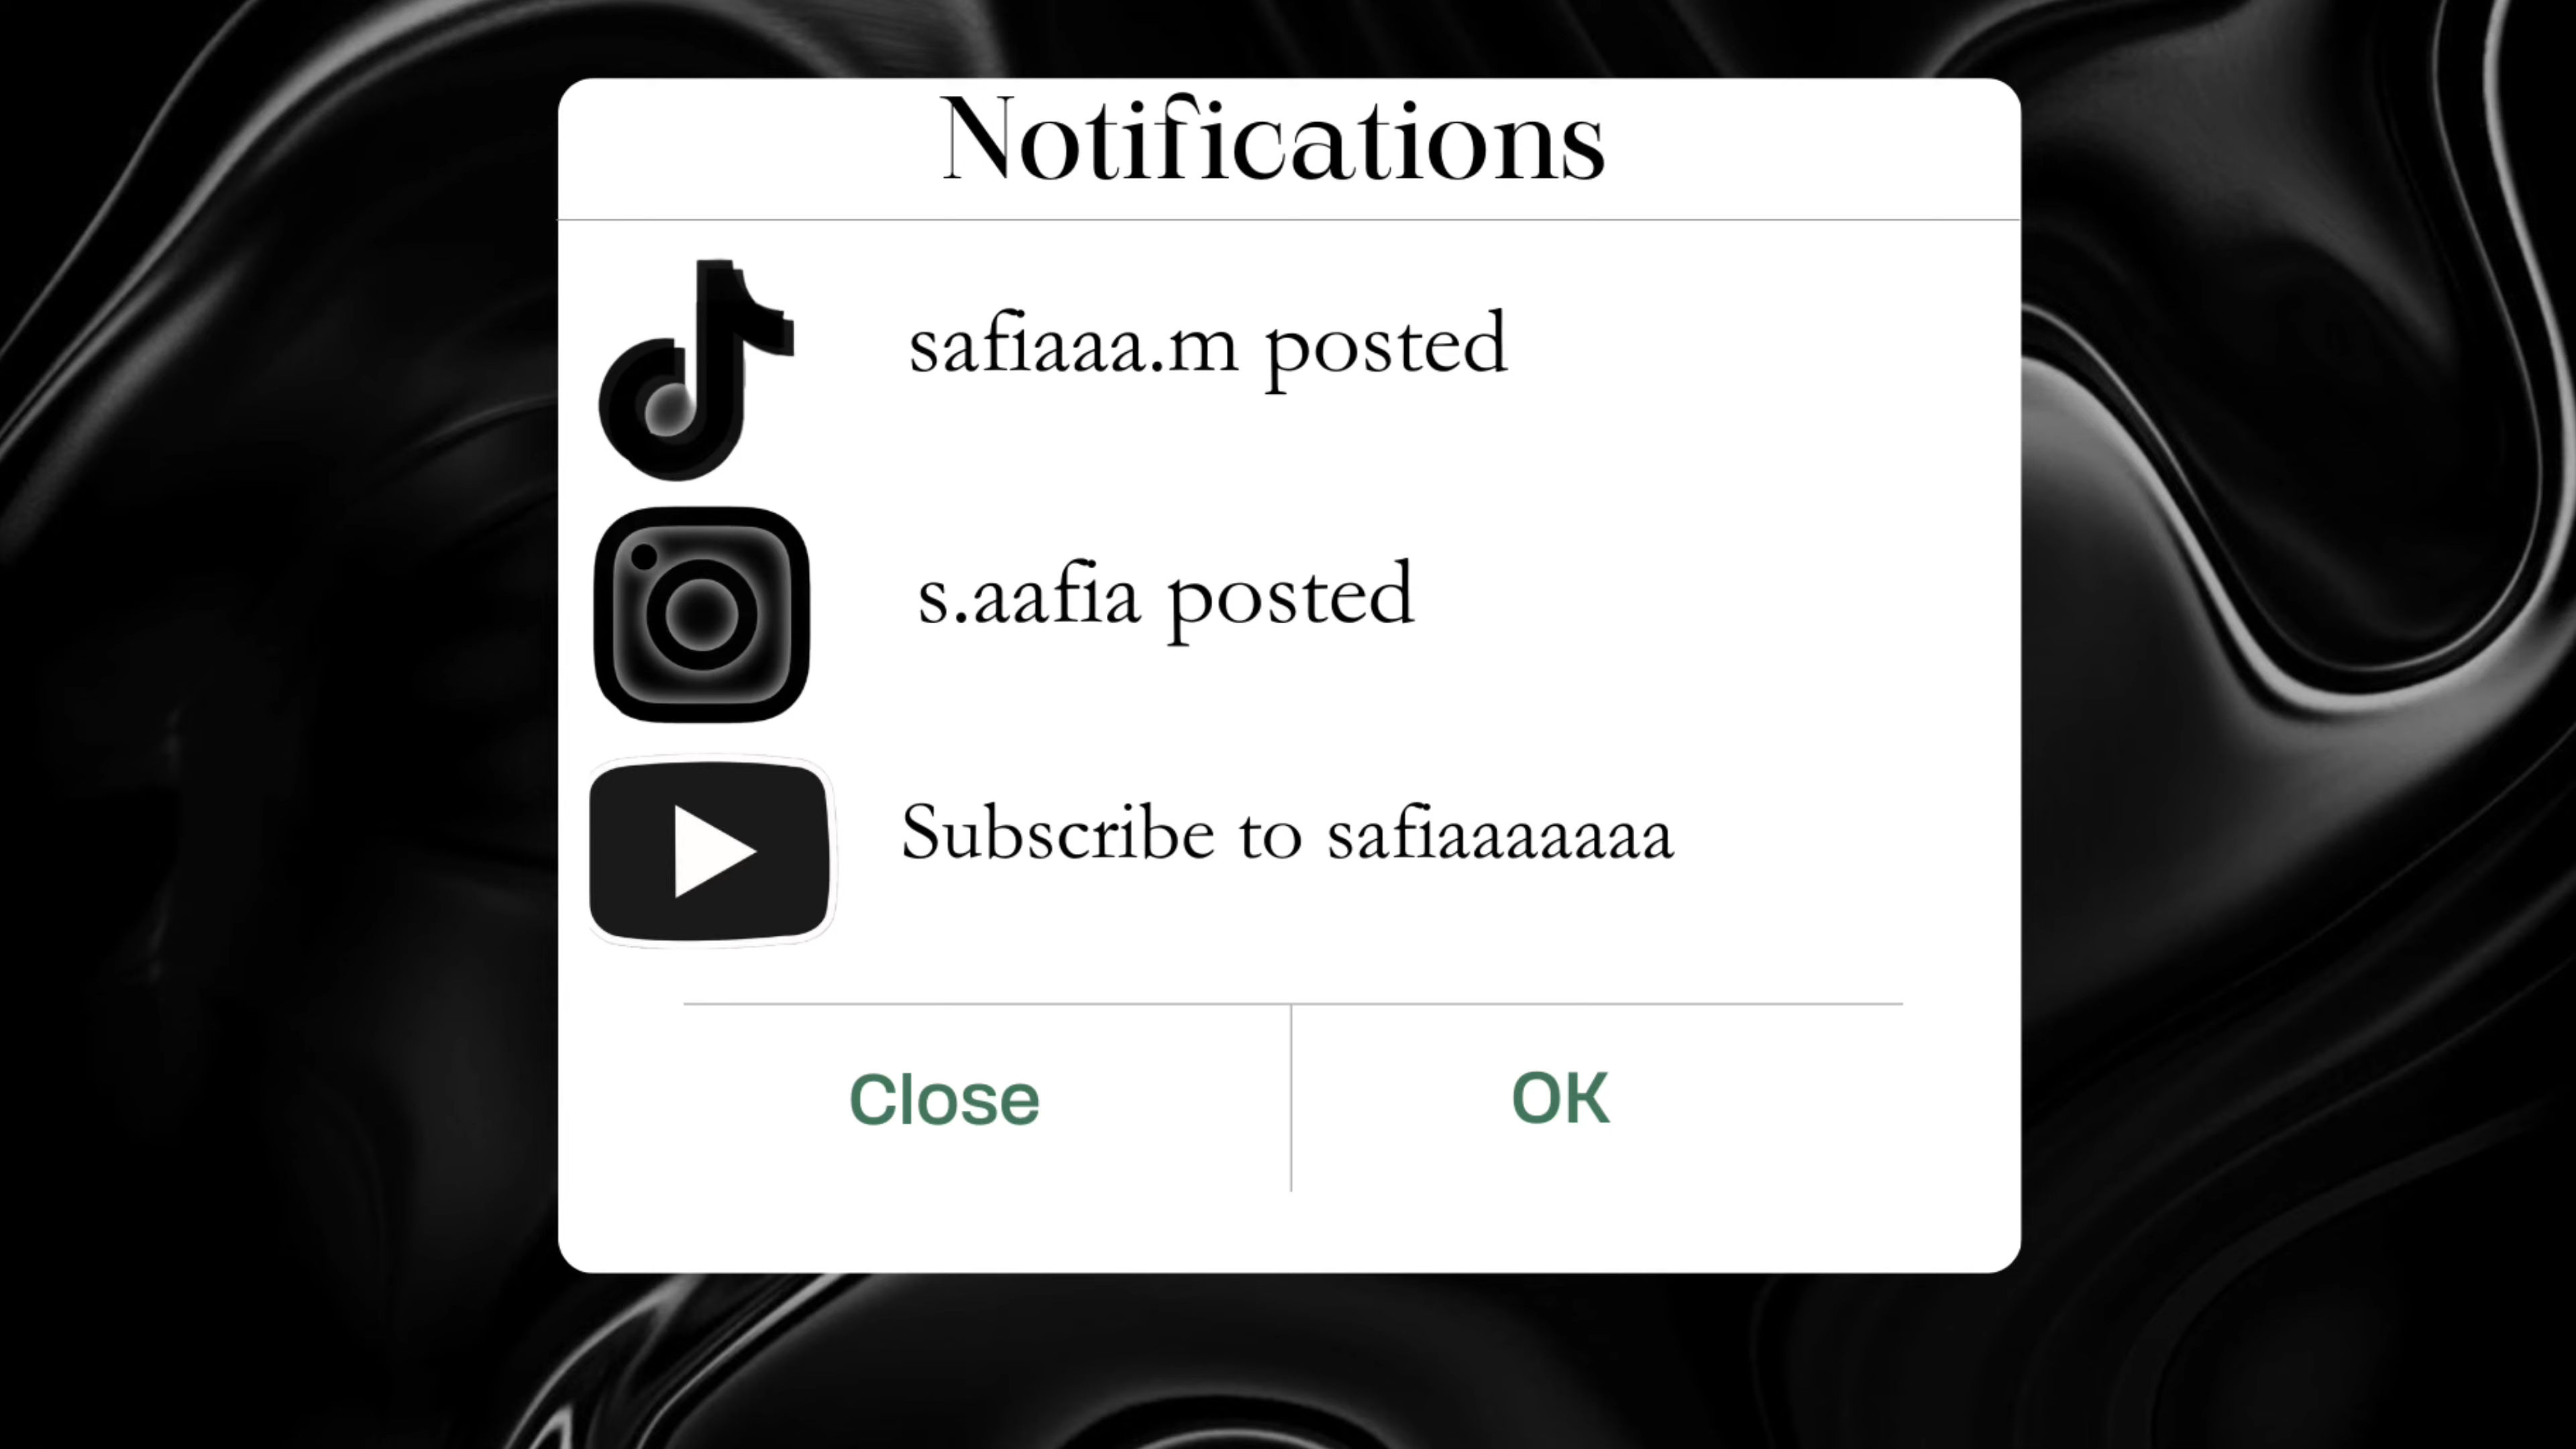 Notifications
safiaaa.m posted
s.aafia posted
Subscribe to safiaaaaaaa
Close
OK